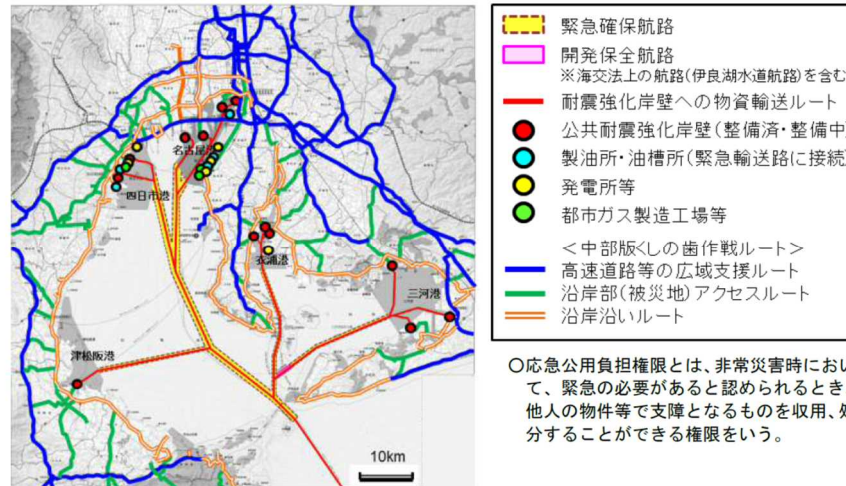 名古屋
四日市港
衣浦港
三河港
津松阪港
10km
緊急確保航路
開発保全航路
※海交法上の航路(伊良湖水道航路)を含む
耐震強化岸壁への物資輸送ルート
公共耐震強化岸壁(整備済・整備中
製油所・油槽所(緊急輸送路に接続
発電所等
都市ガス製造工場等
<中部版くしの歯作戦ルート>
高速道路等の広域支援ルート
沿岸部(被災地)アクセスルート
沿岸沿いルート
○応急公用負担権限とは、非常災害時におい
て、緊急の必要があると認められるとき
他人の物件等で支障となるものを収用、処
分することができる権限をいう。